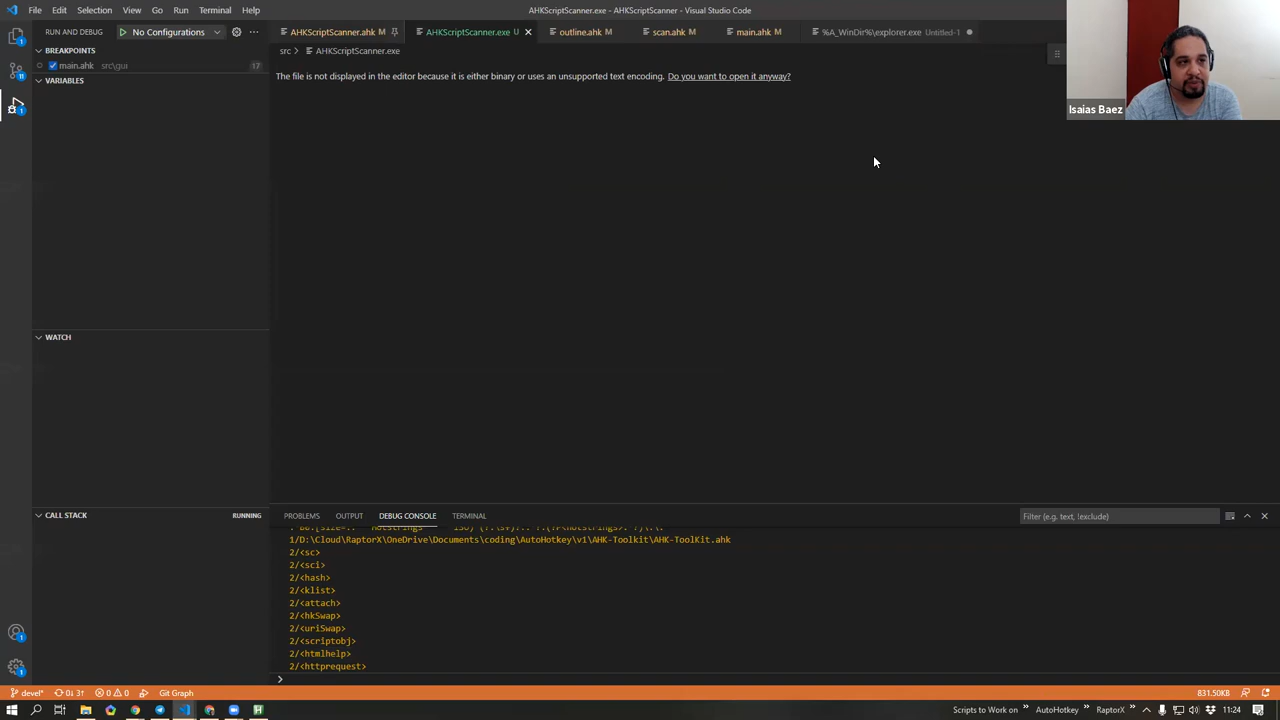 File Edit Selection View Go Run Terminal Help
AHKScriptScanner.exe - AHKScriptScanner - Visual Studio Code
RUN AND DEBUG No Configurations
AHKScriptScanner.ahk M
AHKScriptScanner.exe U
outline.ahk M
scan.ahk M
main.ahk M
%A_WinDir%\explorer.exe Untitled-1
BREAKPOINTS
src > AHKScriptScanner.exe
main.ahk src\gui 17
VARIABLES
The file is not displayed in the editor because it is either binary or uses an unsupported text encoding. Do you want to open it anyway?
Isaias Baez
WATCH
CALL STACK RUNNING
PROBLEMS OUTPUT DEBUG CONSOLE TERMINAL
Filter (e.g. text, !exclude)
1/D:\Cloud\RaptorX\OneDrive\Documents\coding\AutoHotkey\v1\AHK-Toolkit\AHK-ToolKit.ahk
2/<sc>
2/<sci>
2/<hash>
2/<klist>
2/<attach>
2/<hkSwap>
2/<uriSwap>
2/<scriptobj>
2/<htmlhelp>
2/<httprequest>
devel* 0↓ 3↑ 0 0 Git Graph 831.50KB
Scripts to Work on AutoHotkey RaptorX 11:24